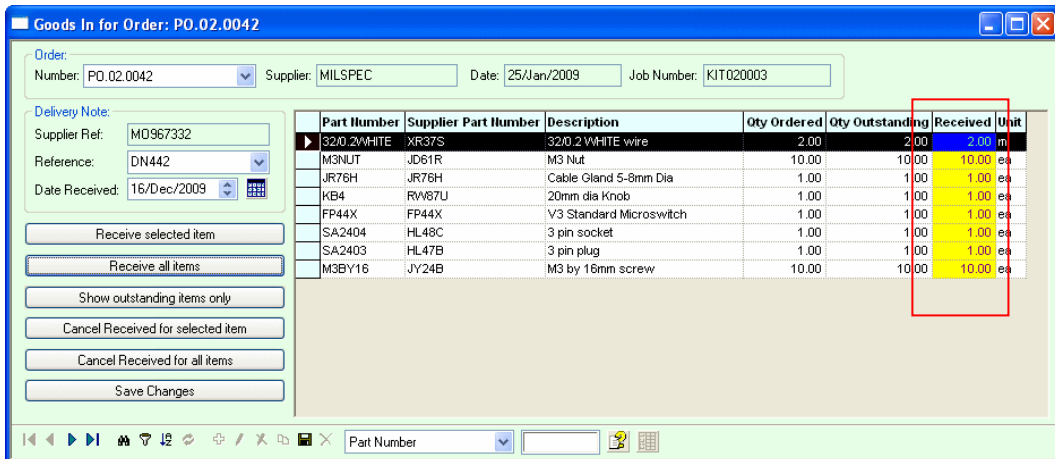 Goods In for Order: PO.02.0042
Order:
Number: PO.02.0042 Supplier: MILSPEC Date: 25/Jan/2009 Job Number: KIT020003
Delivery Note:
Supplier Ref: MO967332
Reference: DN442
Date Received: 16/Dec/2009
Receive selected item
Receive all items
Show outstanding items only
Cancel Received for selected item
Cancel Received for all items
Save Changes
Part Number Supplier Part Number Description Qty Ordered Qty Outstanding Received Unit
32/0.2WHITE XR37S 32/0.2 WHITE wire 2.00 2.00 2.00 m
M3NUT JD61R M3 Nut 10.00 10.00 10.00 ea
JR76H JR76H Cable Gland 5-8mm Dia 1.00 1.00 1.00 ea
KB4 RW87U 20mm dia Knob 1.00 1.00 1.00 ea
FP44X FP44X V3 Standard Microswitch 1.00 1.00 1.00 ea
SA2404 HL48C 3 pin socket 1.00 1.00 1.00 ea
SA2403 HL47B 3 pin plug 1.00 1.00 1.00 ea
M3BY16 JY24B M3 by 16mm screw 10.00 10.00 10.00 ea
Part Number